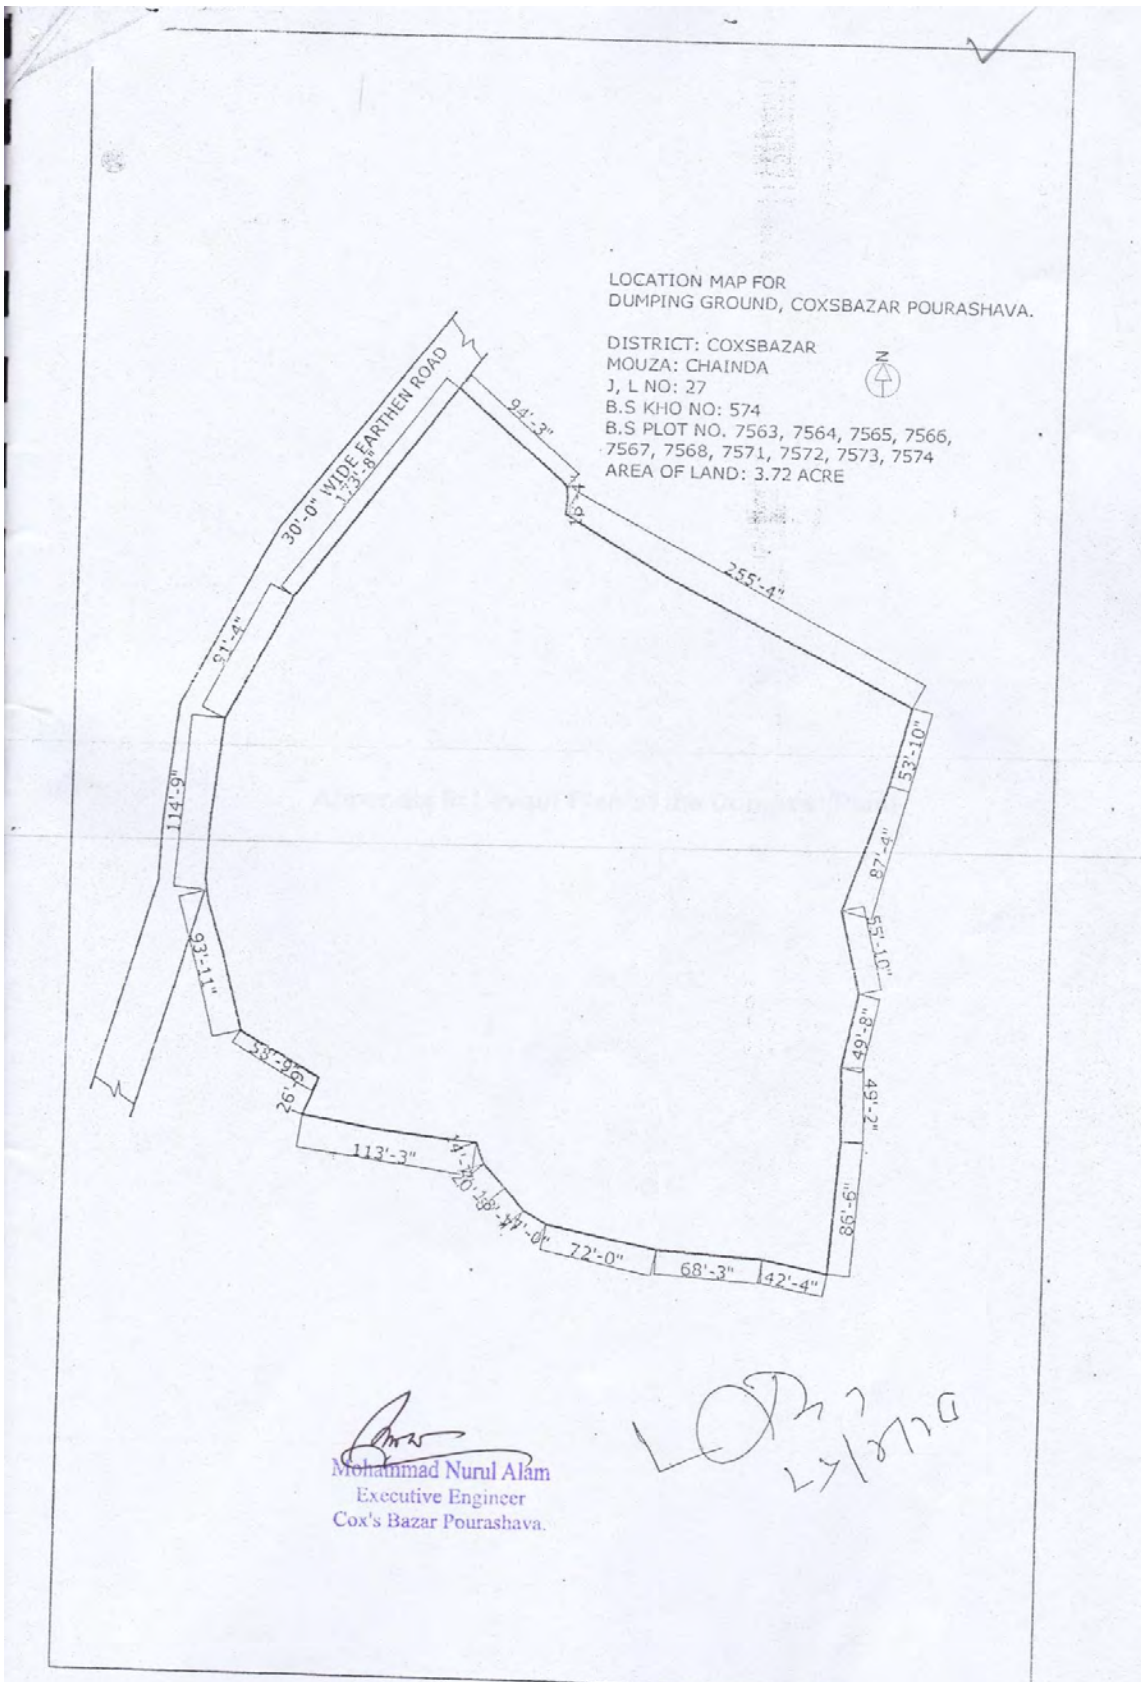 LOCATION MAP FOR
DUMPING GROUND, COXSBAZAR POURASHAVA.
DISTRICT: COXSBAZAR
MOUZA: CHAINDA
J, L NO: 27
B.S KHO NO: 574
B.S PLOT NO. 7563, 7564, 7565, 7566,
7567, 7568, 7571, 7572, 7573, 7574
AREA OF LAND: 3.72 ACRE
N
30'-0" WIDE EARTHEN ROAD
173'-8"
94'-3"
255'-4"
91'-4"
114'-9"
93'-11"
53'-10"
87'-4"
55'-10"
49'-8"
49'-2"
86'-6"
58'-9"
26'-9"
113'-3"
72'-0"
68'-3"
42'-4"
Mohammad Nurul Alam
Executive Engineer
Cox's Bazar Pourashava.